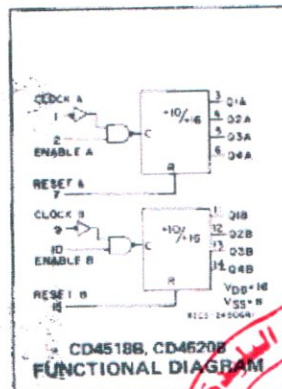 CLOCK A
1
2
ENABLE A
RESET A
7
C
÷10/÷16
R
3 Q1A
4 Q2A
5 Q3A
6 Q4A
CLOCK B
9
10
ENABLE B
RESET B
15
C
÷10/÷16
R
11 Q1B
12 Q2B
13 Q3B
14 Q4B
VDD=16
VSS=8
CD4518B, CD4520B
FUNCTIONAL DIAGRAM